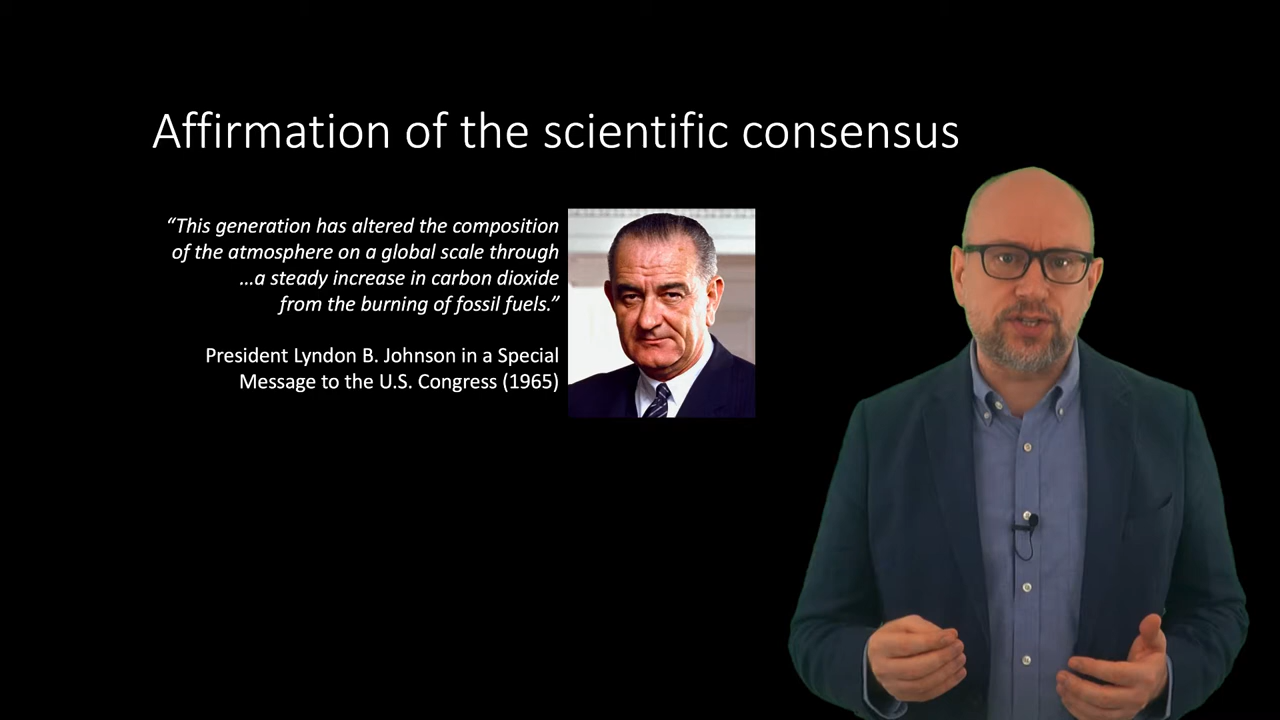 Affirmation of the scientific consensus
“This generation has altered the composition
of the atmosphere on a global scale through
…a steady increase in carbon dioxide
from the burning of fossil fuels.”
President Lyndon B. Johnson in a Special
Message to the U.S. Congress (1965)